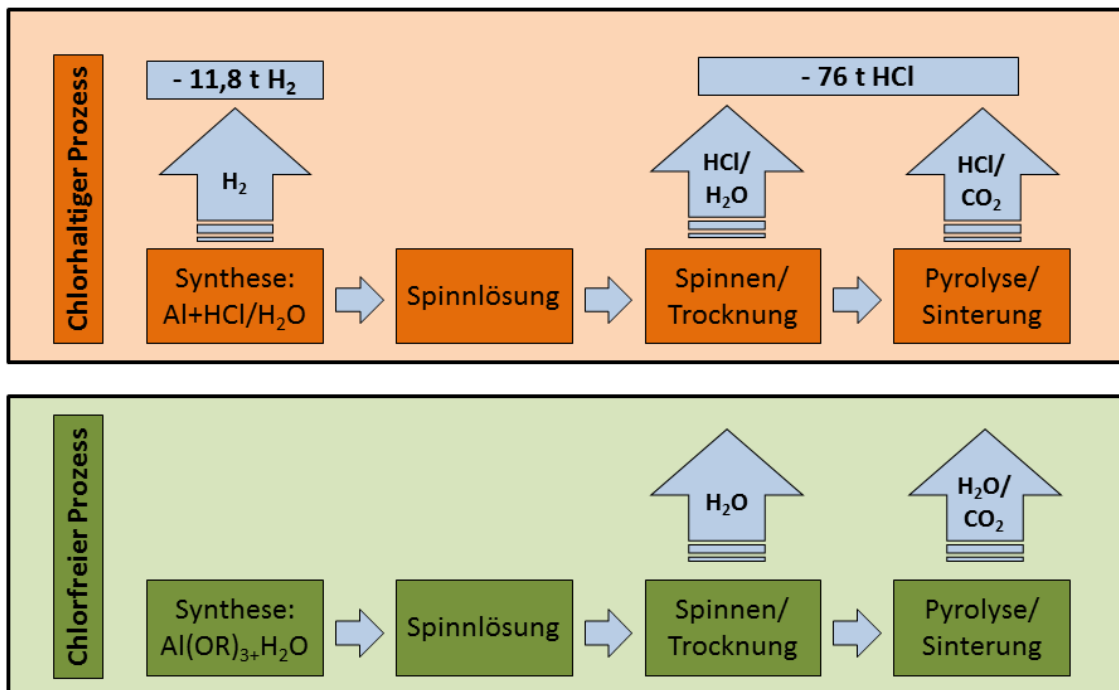 Chlorhaltiger Prozess
- 11,8 t H₂
- 76 t HCl
H₂
HCl/
H₂O
HCl/
CO₂
Synthese:
Al+HCl/H₂O
Spinnlösung
Spinnen/
Trocknung
Pyrolyse/
Sinterung
Chlorfreier Prozess
H₂O
H₂O/
CO₂
Synthese:
Al(OR)₃₊H₂O
Spinnlösung
Spinnen/
Trocknung
Pyrolyse/
Sinterung